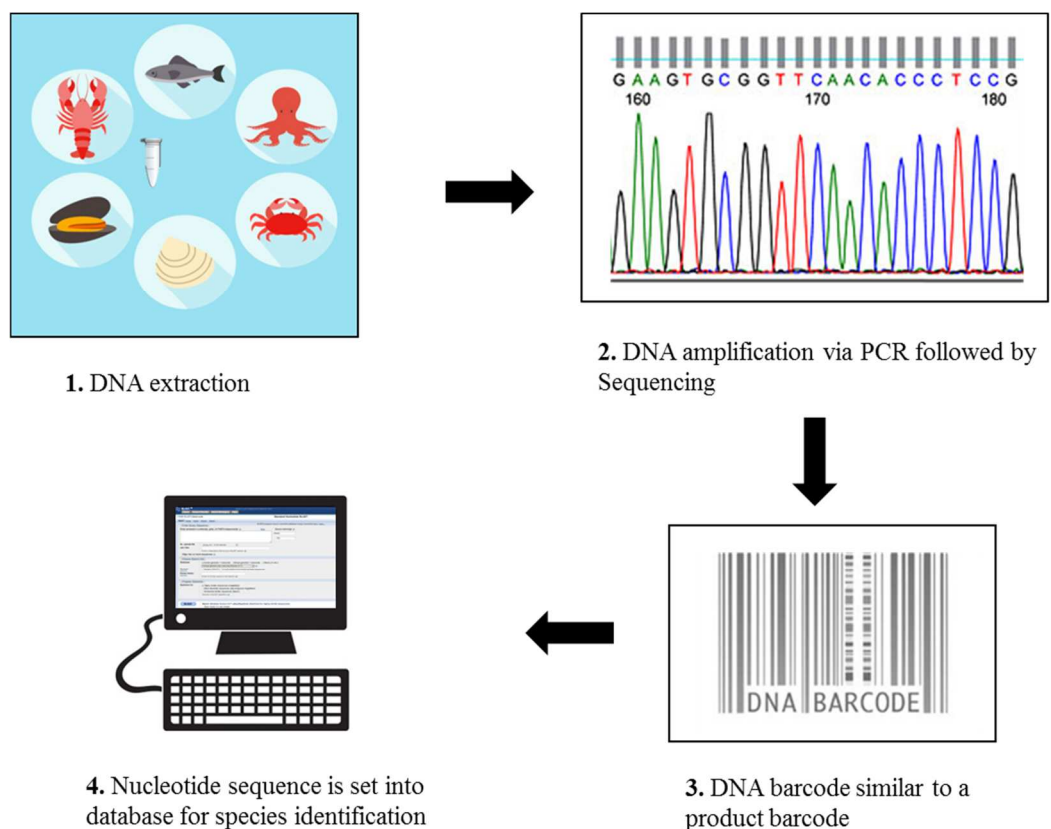 G A A G T G C G G T T C A A C A C C C T C C G
160 170 180
1. DNA extraction
2. DNA amplification via PCR followed by
Sequencing
DNA BARCODE
3. DNA barcode similar to a
product barcode
4. Nucleotide sequence is set into
database for species identification